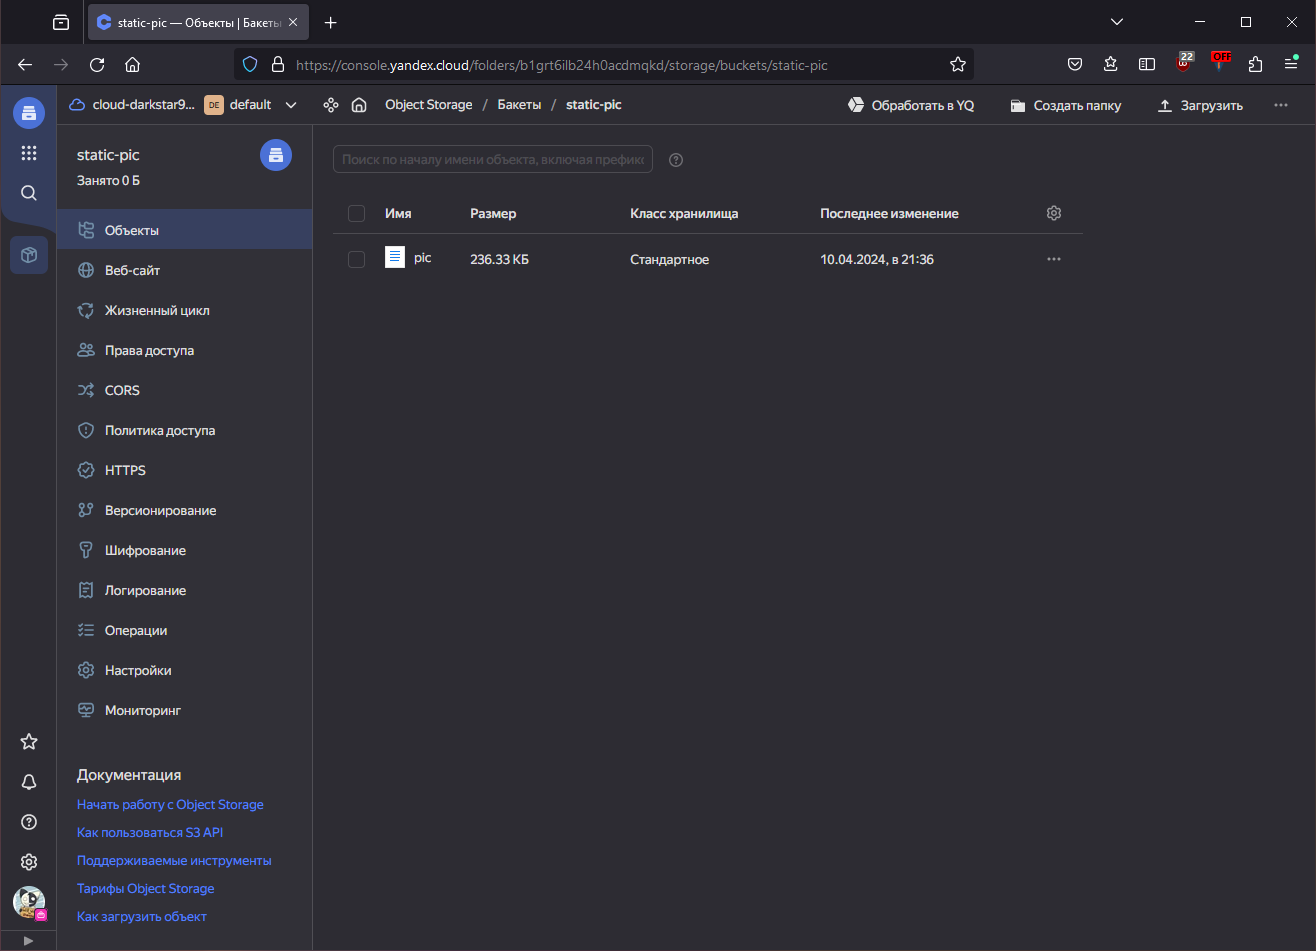 static-pic — Объекты | Бакеты
https://console.yandex.cloud/folders/b1grt6ilb24h0acdmqkd/storage/buckets/static-pic
22
OFF
cloud-darkstar9...
DE
default
Object Storage / Бакеты / static-pic
Обработать в YQ
Создать папку
Загрузить
static-pic
Занято 0 Б
Объекты
Веб-сайт
Жизненный цикл
Права доступа
CORS
Политика доступа
HTTPS
Версионирование
Шифрование
Логирование
Операции
Настройки
Мониторинг
Документация
Начать работу с Object Storage
Как пользоваться S3 API
Поддерживаемые инструменты
Тарифы Object Storage
Как загрузить объект
Поиск по началу имени объекта, включая префикс
Имя Размер Класс хранилища Последнее изменение
pic 236.33 КБ Стандартное 10.04.2024, в 21:36